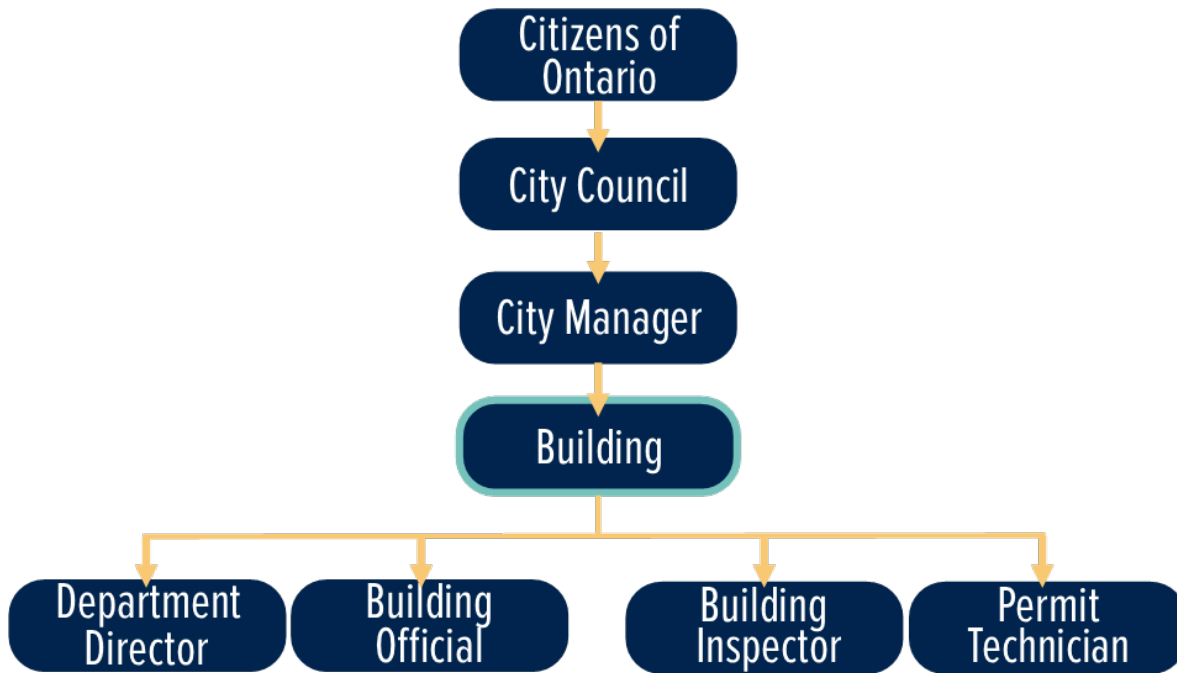 Citizens of
Ontario
City Council
City Manager
Building
Department
Director
Building
Official
Building
Inspector
Permit
Technician